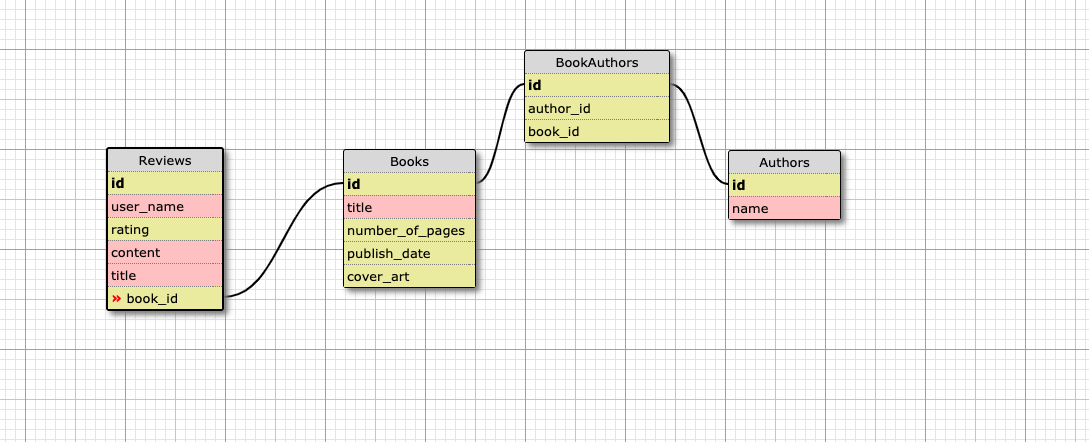 Reviews
id
user_name
rating
content
title
» book_id
Books
id
title
number_of_pages
publish_date
cover_art
BookAuthors
id
author_id
book_id
Authors
id
name